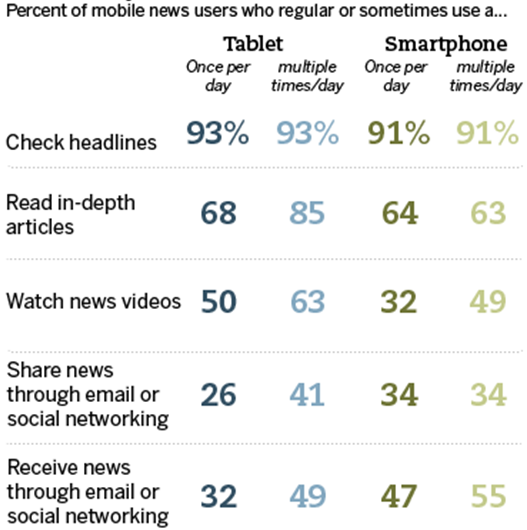 Percent of mobile news users who regular or sometimes use a...
Tablet Smartphone
Once per day multiple times/day Once per day multiple times/day
Check headlines 93% 93% 91% 91%
Read in-depth articles 68 85 64 63
Watch news videos 50 63 32 49
Share news through email or social networking 26 41 34 34
Receive news through email or social networking 32 49 47 55